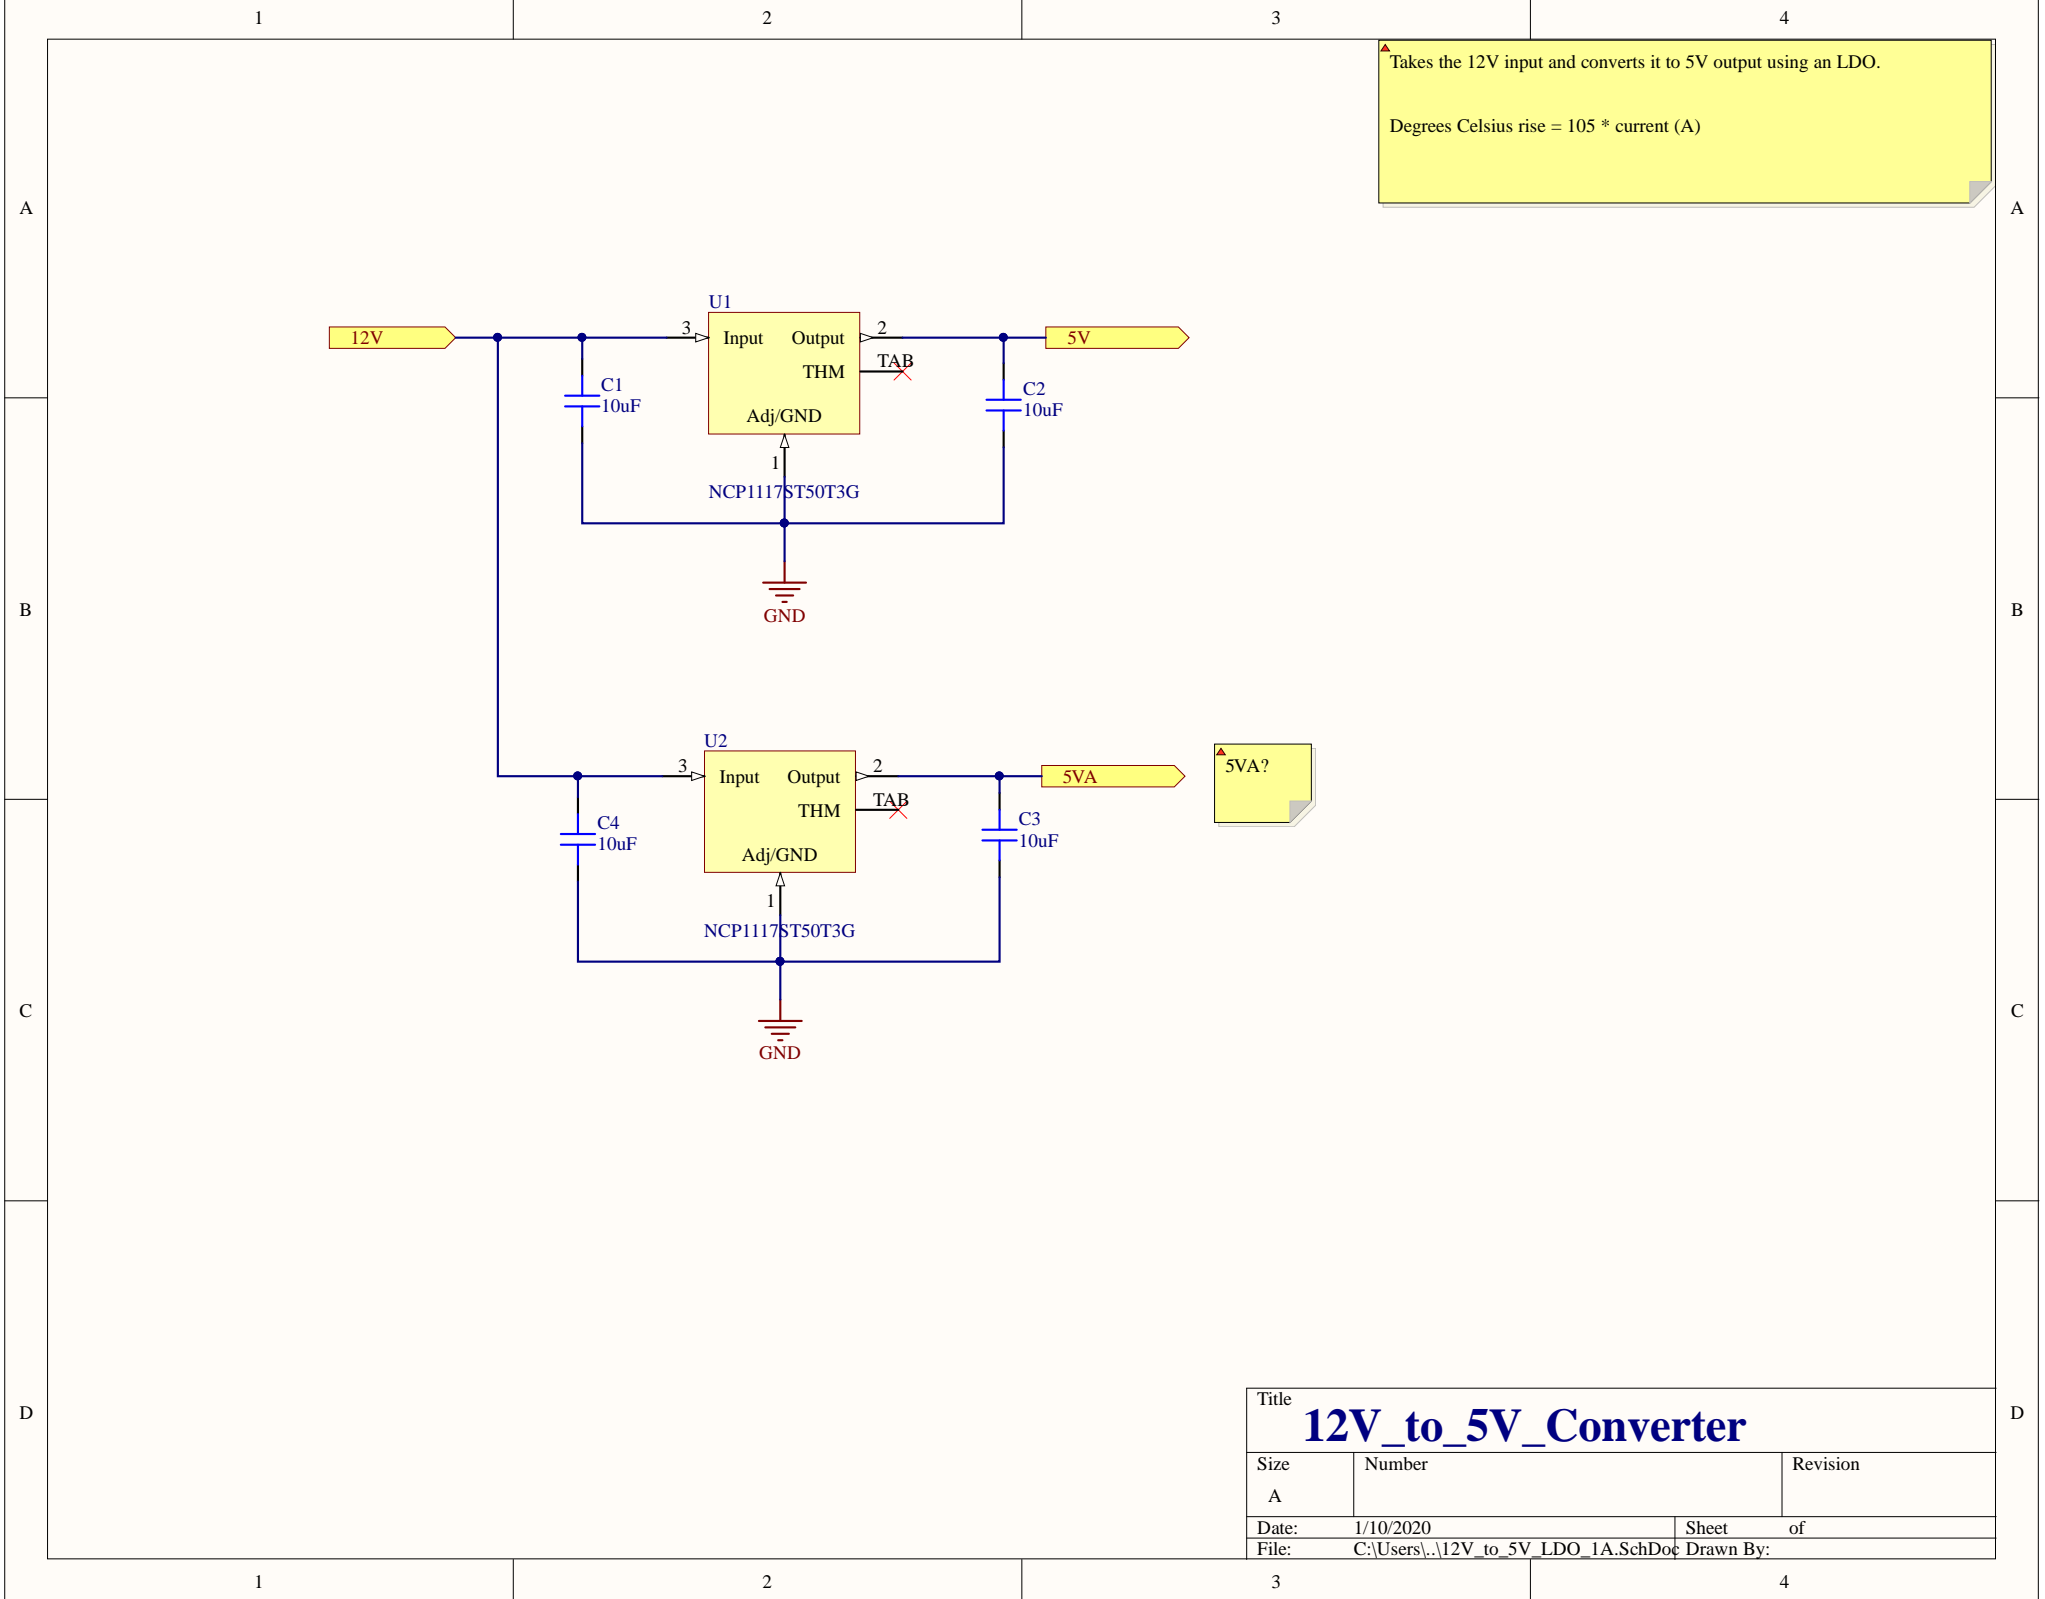 1 2 3 4
Takes the 12V input and converts it to 5V output using an LDO.
Degrees Celsius rise = 105 * current (A)
A A
U1
12V
3 Input Output 2
5V
THM TAB
C1
10uF
C2
10uF
Adj/GND
1
NCP1117ST50T3G
GND
B B
U2
3 Input Output 2
5VA
5VA?
THM TAB
C4
10uF
C3
10uF
Adj/GND
1
NCP1117ST50T3G
GND
C C
D D
Title
12V_to_5V_Converter
Size
A
Number
Revision
Date: 1/10/2020 Sheet of
File: C:\Users\..\12V_to_5V_LDO_1A.SchDoc Drawn By:
1 2 3 4